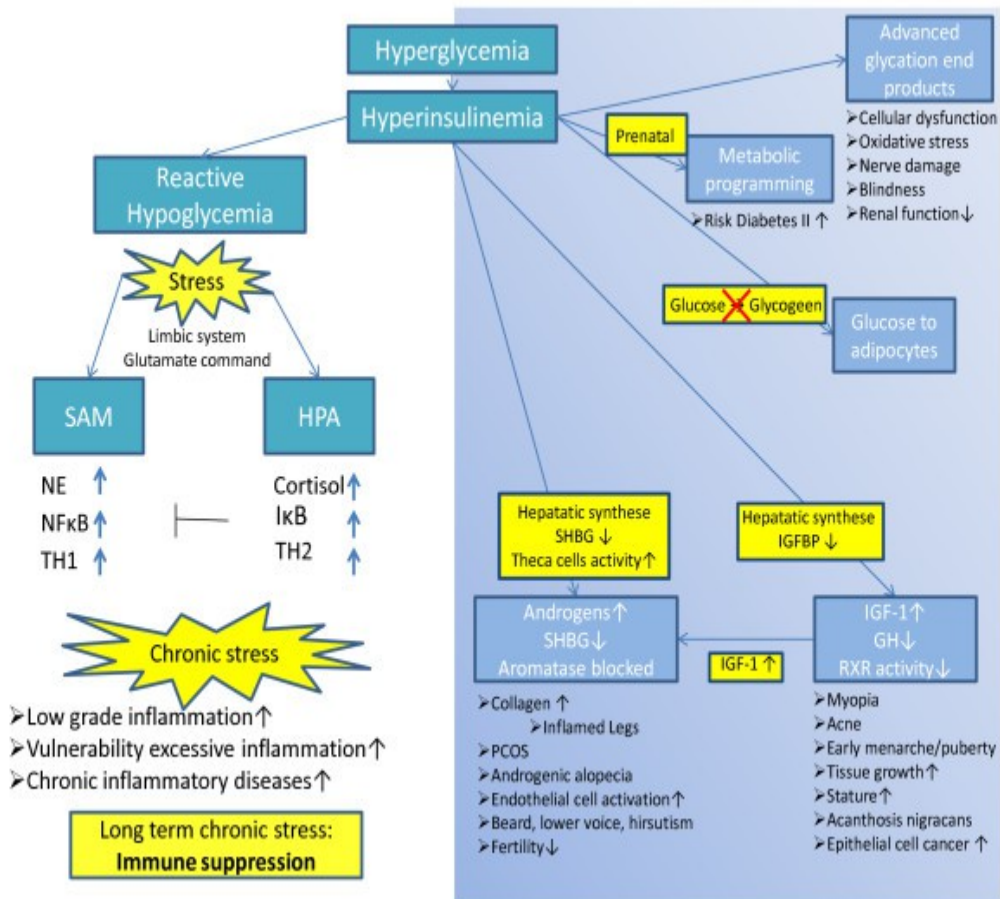 Hyperglycemia
Hyperinsulinemia
Reactive
Hypoglycemia
Stress
Limbic system
Glutamate command
SAM
HPA
NE ↑
NFκB ↑
TH1 ↑
Cortisol ↑
IκB ↑
TH2 ↑
Chronic stress
➢Low grade inflammation↑
➢Vulnerability excessive inflammation↑
➢Chronic inflammatory diseases↑
Long term chronic stress:
Immune suppression
Advanced
glycation end
products
➢Cellular dysfunction
➢Oxidative stress
➢Nerve damage
➢Blindness
➢Renal function↓
Prenatal
Metabolic
programming
➢Risk Diabetes II ↑
Glucose → Glycogeen
Glucose to
adipocytes
Hepatatic synthese
SHBG ↓
Theca cells activity↑
Hepatatic synthese
IGFBP ↓
Androgens↑
SHBG↓
Aromatase blocked
IGF-1 ↑
IGF-1↑
GH↓
RXR activity↓
➢Collagen ↑
➢Inflamed Legs
➢PCOS
➢Androgenic alopecia
➢Endothelial cell activation↑
➢Beard, lower voice, hirsutism
➢Fertility↓
➢Myopia
➢Acne
➢Early menarche/puberty
➢Tissue growth↑
➢Stature↑
➢Acanthosis nigracans
➢Epithelial cell cancer ↑